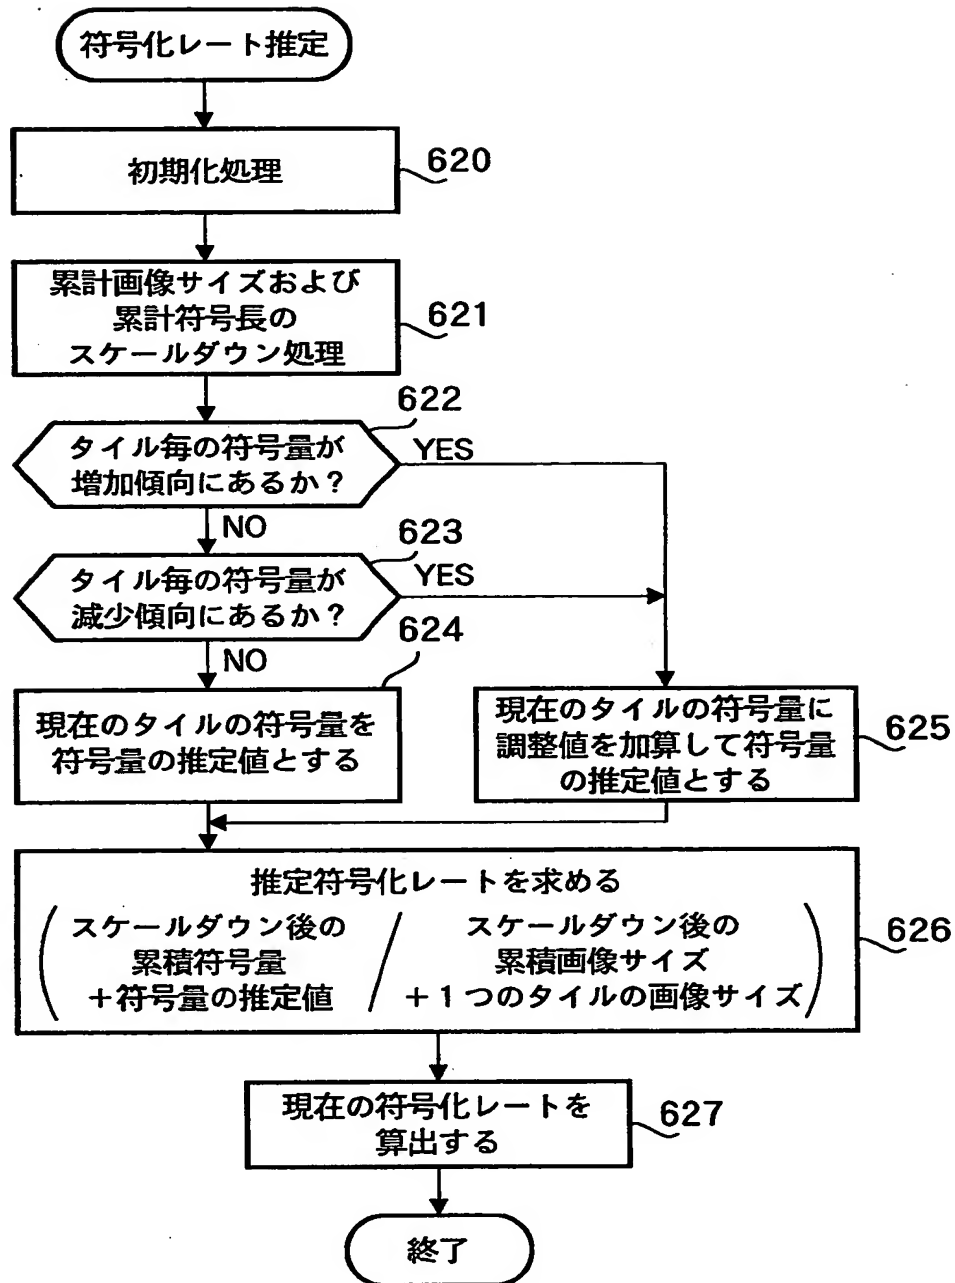 符号化レート推定
初期化処理
620
累計画像サイズおよび
累計符号長の
スケールダウン処理
621
622
タイル毎の符号量が
増加傾向にあるか？
YES
NO
623
タイル毎の符号量が
減少傾向にあるか？
YES
NO
624
現在のタイルの符号量を
符号量の推定値とする
現在のタイルの符号量に
調整値を加算して符号量
の推定値とする
625
推定符号化レートを求める
スケールダウン後の
累積符号量
＋符号量の推定値
/
スケールダウン後の
累積画像サイズ
＋１つのタイルの画像サイズ
626
現在の符号化レートを
算出する
627
終了